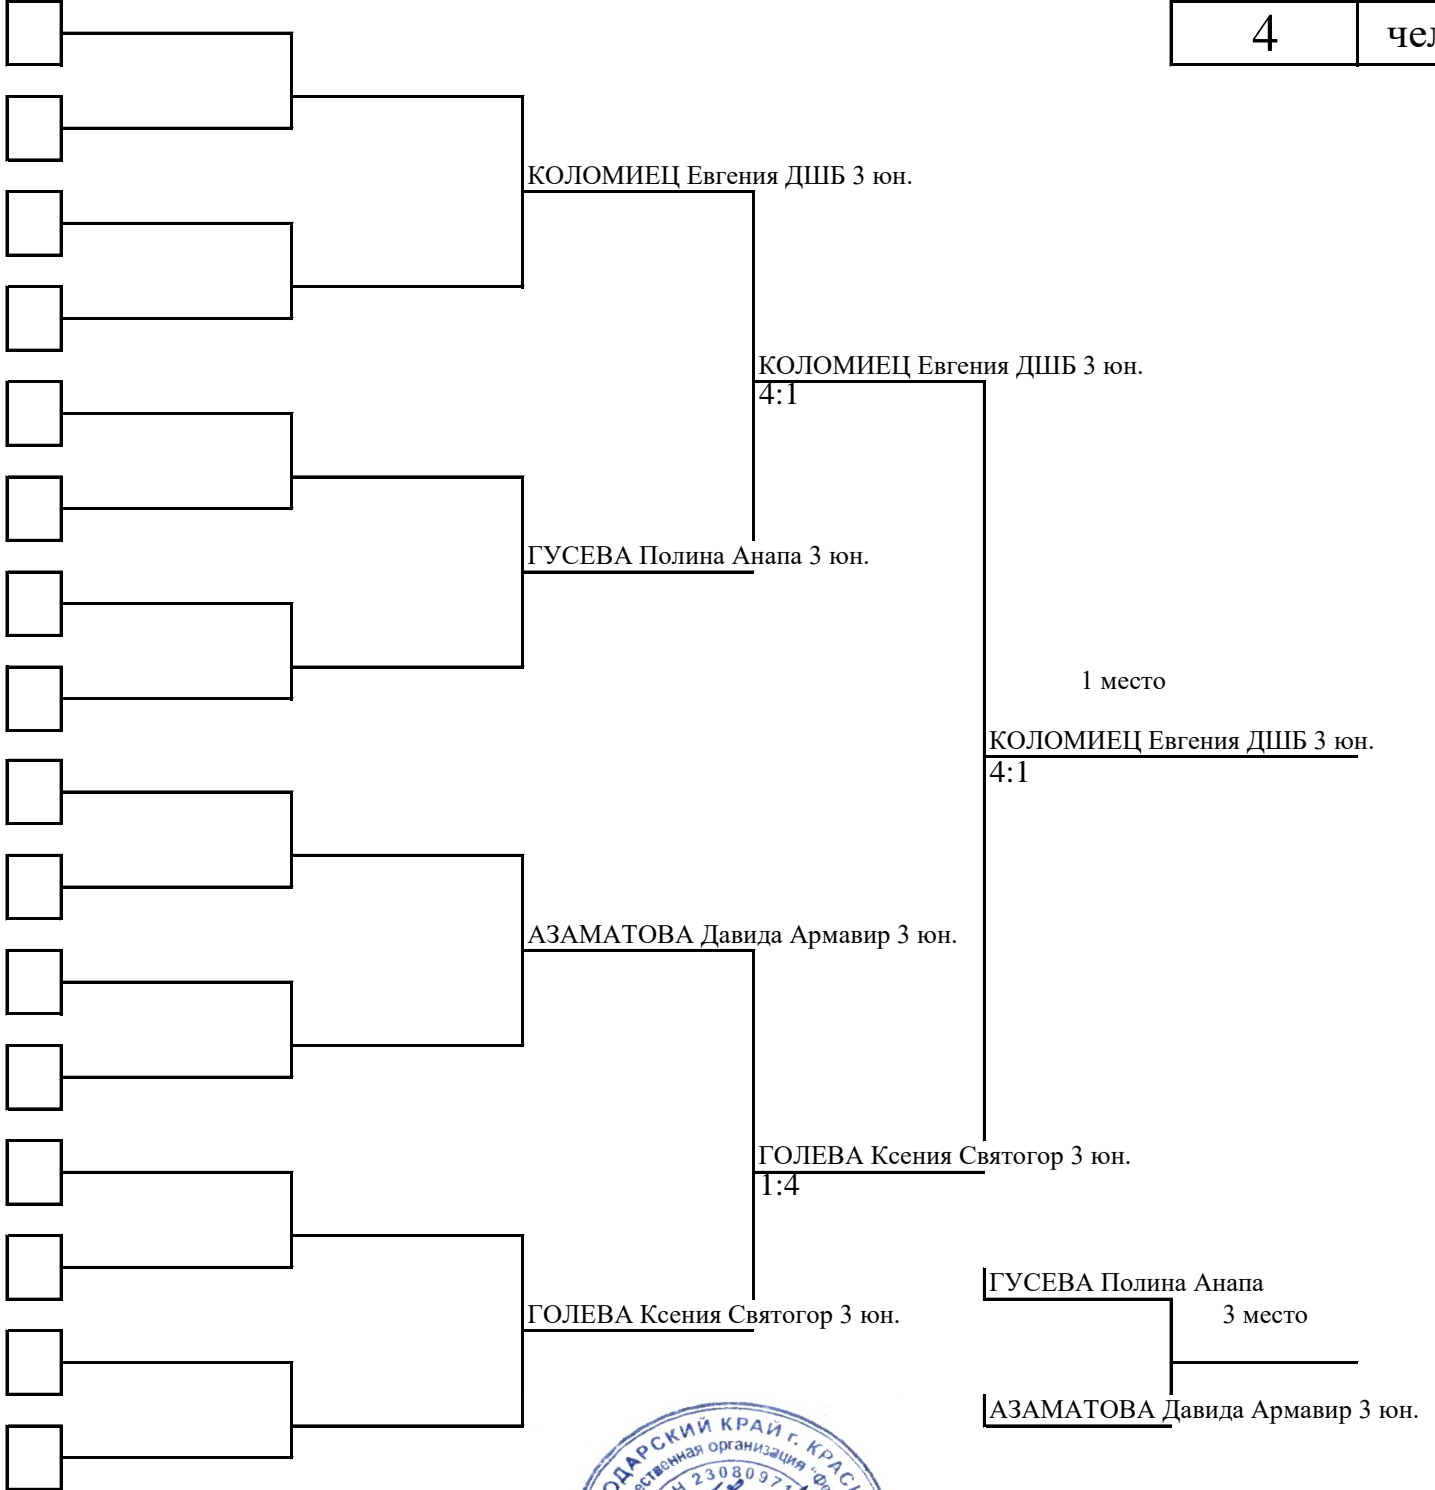 4
КОЛОМИЕЦ Евгения ДШБ 3 юн.
КОЛОМИЕЦ Евгения ДШБ 3 юн.
4:1
ГУСЕВА Полина Анапа 3 юн.
1 место
КОЛОМИЕЦ Евгения ДШБ 3 юн.
4:1
АЗАМАТОВА Давида Армавир 3 юн.
ГОЛЕВА Ксения Святогор 3 юн.
1:4
ГУСЕВА Полина Анапа
ГОЛЕВА Ксения Святогор 3 юн.
3 место
АЗАМАТОВА Давида Армавир 3 юн.
КРАЙ г.
организация